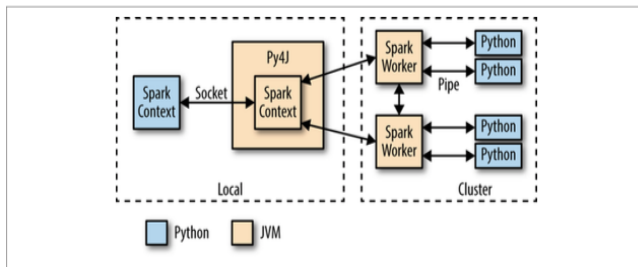 Py4J
Spark
Context
Socket
Spark
Context
Local
Spark
Worker
Python
Python
Pipe
Spark
Worker
Python
Python
Cluster
Python
JVM